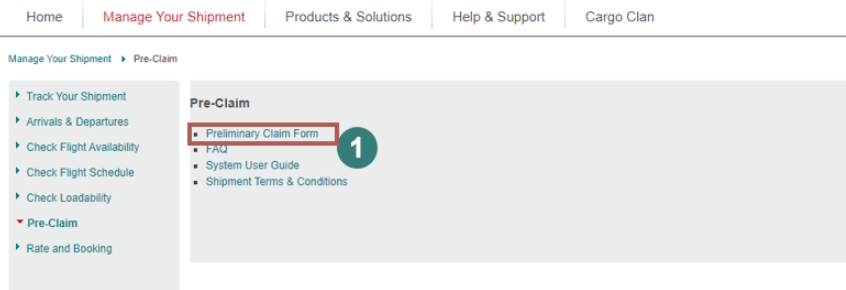 Home Manage Your Shipment Products & Solutions Help & Support Cargo Clan
Manage Your Shipment Pre-Claim
Track Your Shipment
Arrivals & Departures
Check Flight Availability
Check Flight Schedule
Check Loadability
Pre-Claim
Rate and Booking
Pre-Claim
Preliminary Claim Form
1
FAQ
System User Guide
Shipment Terms & Conditions